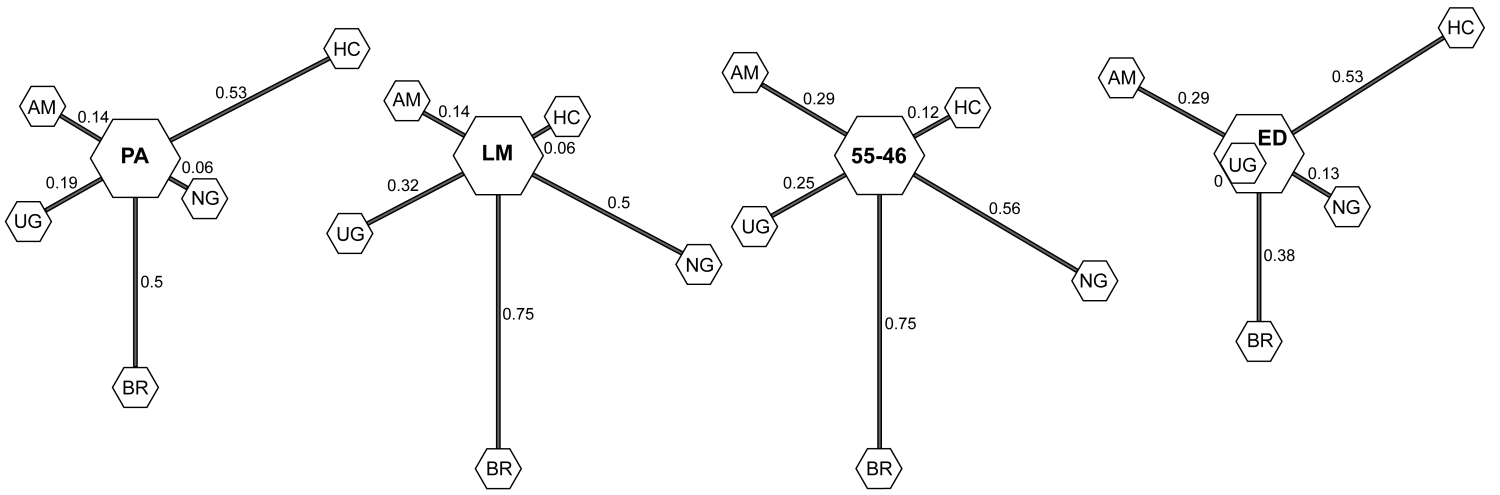 HC
0.53
AM
0.14
PA
0.06
0.19
NG
UG
0.5
BR
AM
0.14
HC
0.06
LM
0.32
0.5
UG
NG
0.75
BR
AM
0.29
0.12
HC
55-46
0.25
0.56
UG
NG
0.75
BR
HC
0.53
AM
0.29
ED
UG
0
0.13
NG
0.38
BR